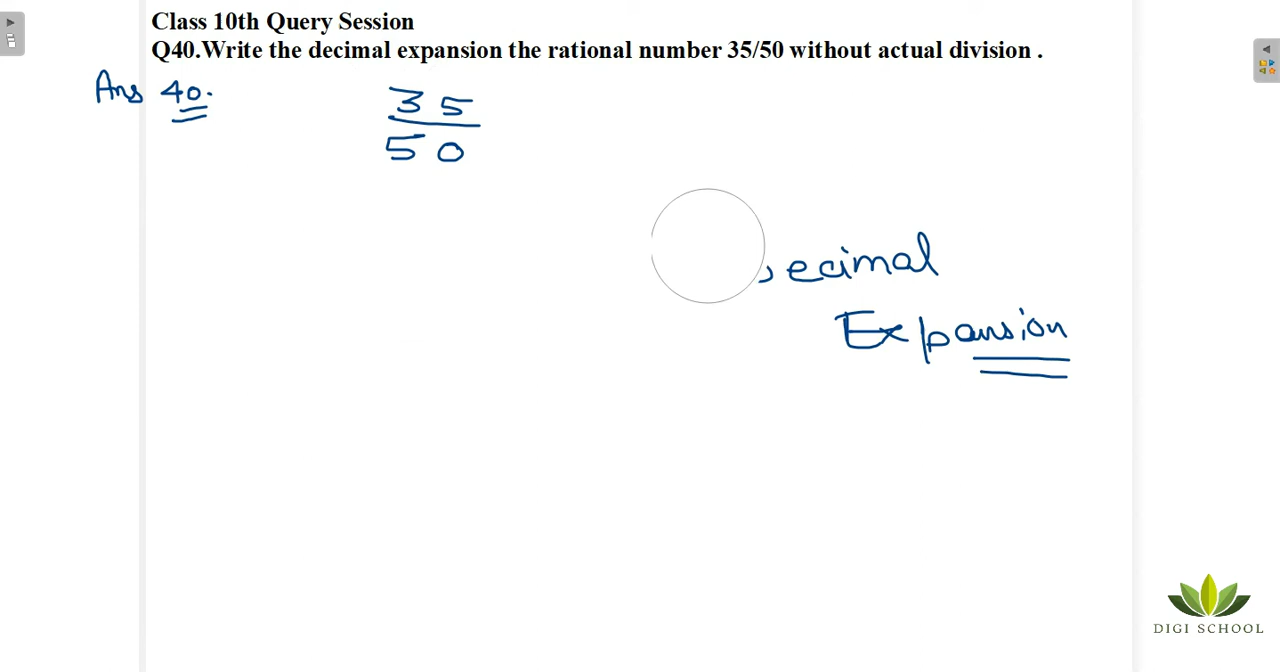 Class 10th Query Session
Q40.Write the decimal expansion the rational number 35/50 without actual division .
Ans 40.
35
50
ecimal
Expansion
DIGI SCHOOL